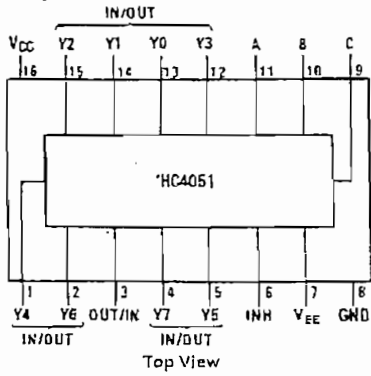 IN/OUT
VCC Y2 Y1 Y0 Y3 A B C
16 15 14 13 12 11 10 9
'HC4051
1 2 3 4 5 6 7 8
Y4 Y6 OUT/IN Y7 Y5 INH VEE GND
IN/OUT IN/OUT
Top View